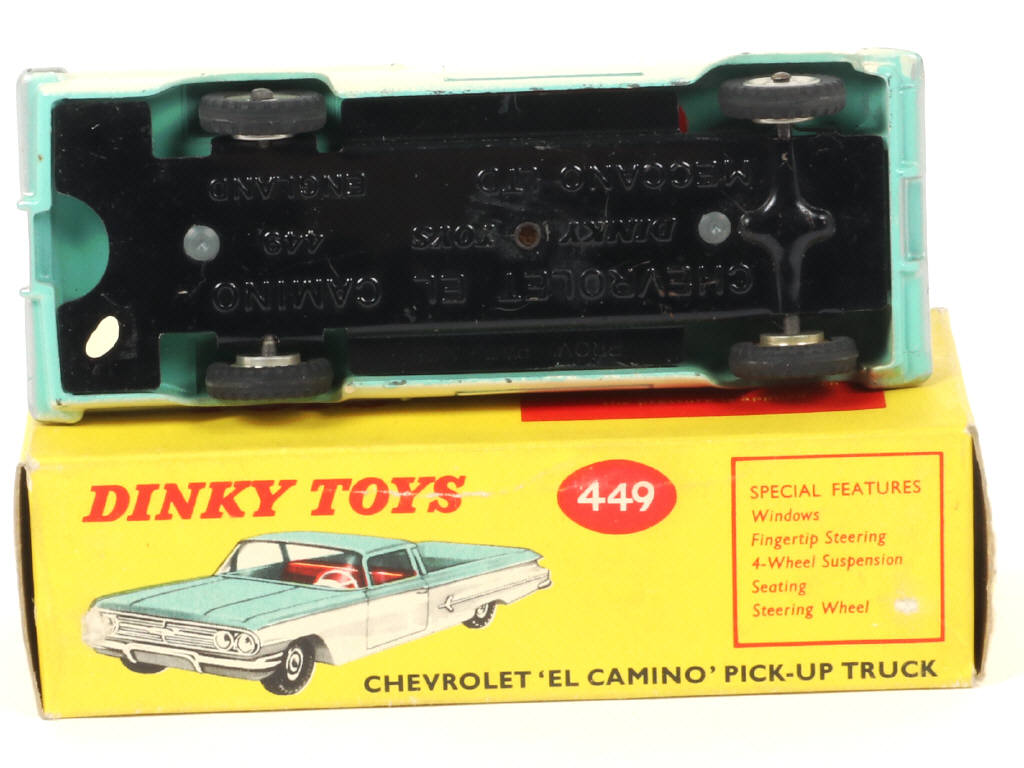 CHEVROLET EL CAMINO
DINKY TOYS 449
MECCANO LTD ENGLAND
DINKY TOYS
449
SPECIAL FEATURES
Windows
Fingertip Steering
4-Wheel Suspension
Seating
Steering Wheel
CHEVROLET 'EL CAMINO' PICK-UP TRUCK